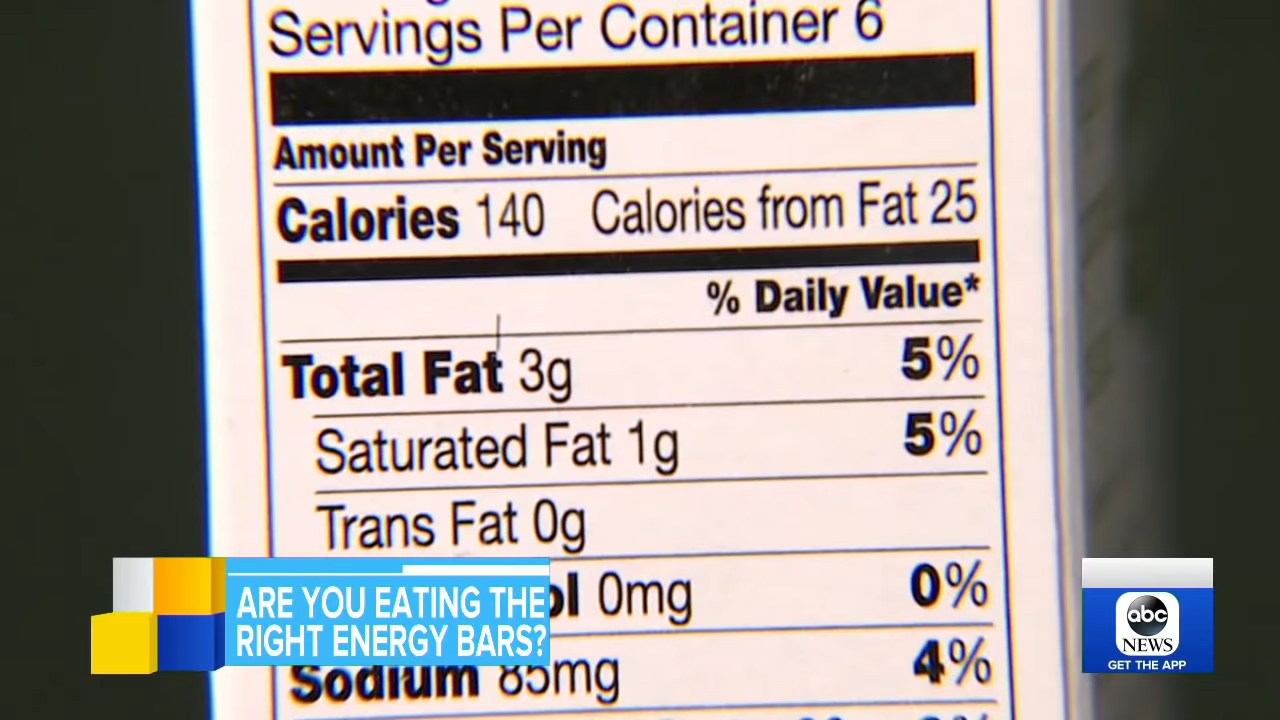 Servings Per Container 6
Amount Per Serving
Calories 140 Calories from Fat 25
% Daily Value*
Total Fat 3g 5%
Saturated Fat 1g 5%
Trans Fat 0g
0mg 0%
Sodium 85mg 4%
ARE YOU EATING THE
RIGHT ENERGY BARS?
abc
NEWS
GET THE APP